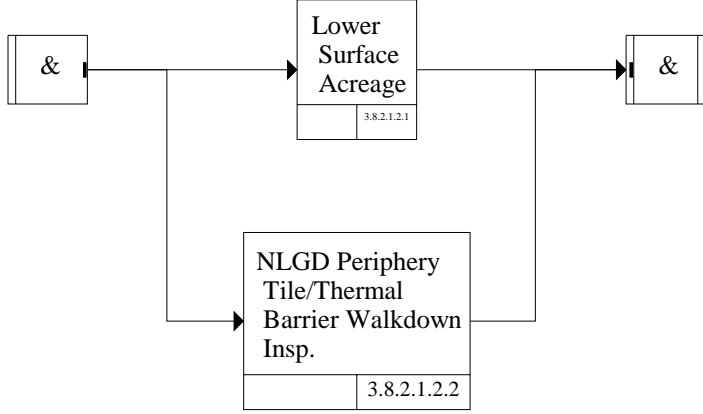 &
Lower
Surface
Acreage
3.8.2.1.2.1
&
NLGD Periphery
Tile/Thermal
Barrier Walkdown
Insp.
3.8.2.1.2.2